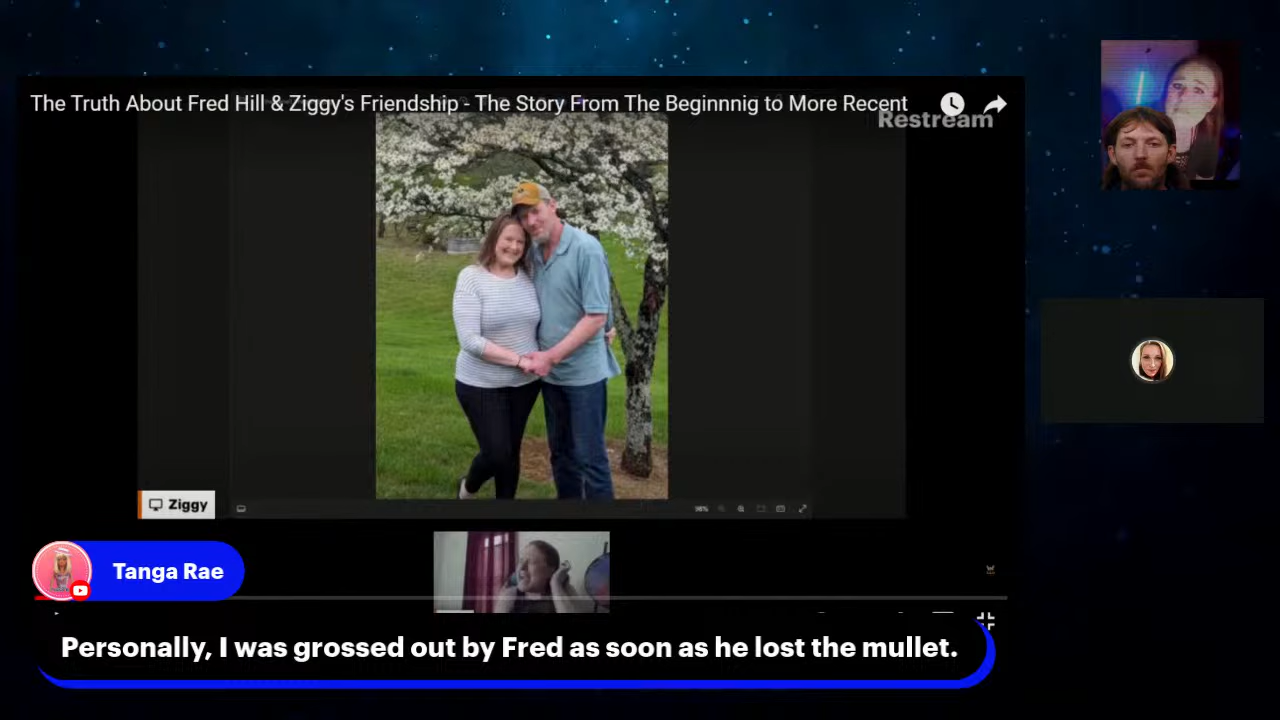 The Truth About Fred Hill & Ziggy's Friendship - The Story From The Beginnnig to More Recent
Restream
Ziggy
98%
Tanga Rae
Personally, I was grossed out by Fred as soon as he lost the mullet.